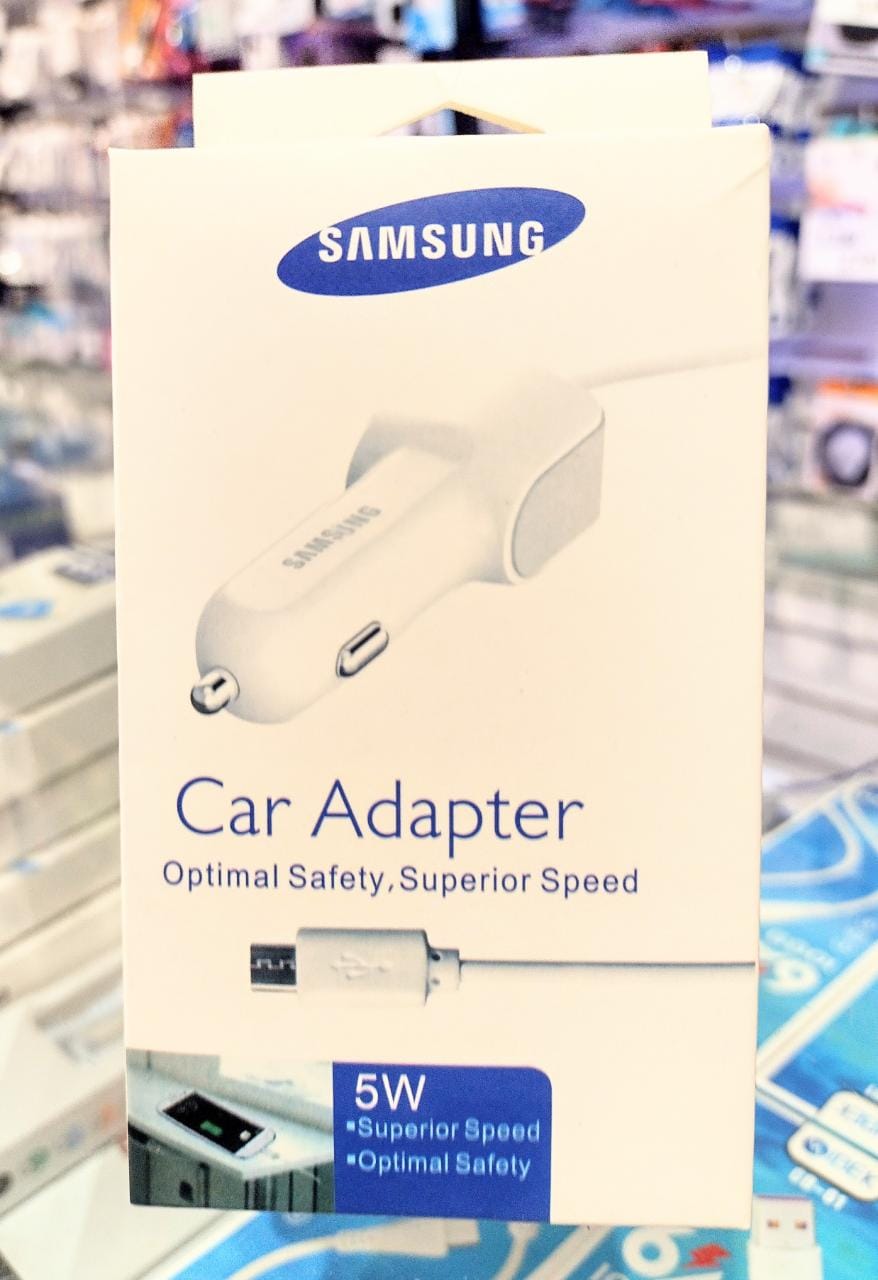 SAMSUNG
SAMSUNG
Car Adapter
Optimal Safety,Superior Speed
5W
▪Superior Speed
▪Optimal Safety